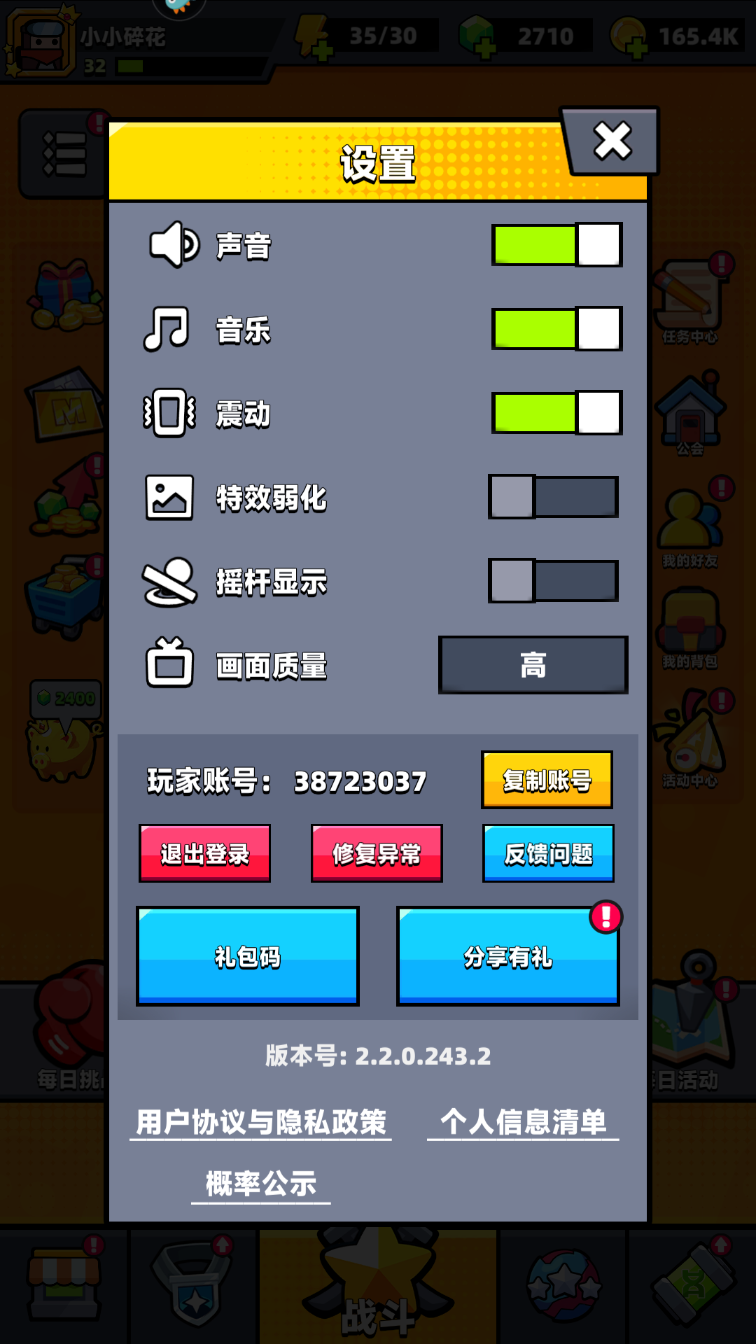 小小碎花
35/30
2710
165.4K
32
设置
声音
音乐
震动
特效弱化
摇杆显示
画面质量
高
任务中心
公会
我的好友
我的背包
2400
活动中心
玩家账号： 38723037
复制账号
退出登录
修复异常
反馈问题
礼包码
分享有礼
版本号: 2.2.0.243.2
每日挑
日活动
用户协议与隐私政策
个人信息清单
概率公示
战斗